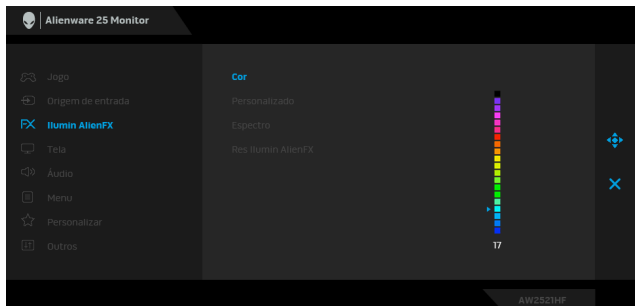 Alienware 25 Monitor
Jogo
Cor
Origem de entrada
Personalizado
Ilumin AlienFX
Espectro
Tela
Res Ilumin AlienFX
Áudio
Menu
Personalizar
Outros
17
AW2521HF